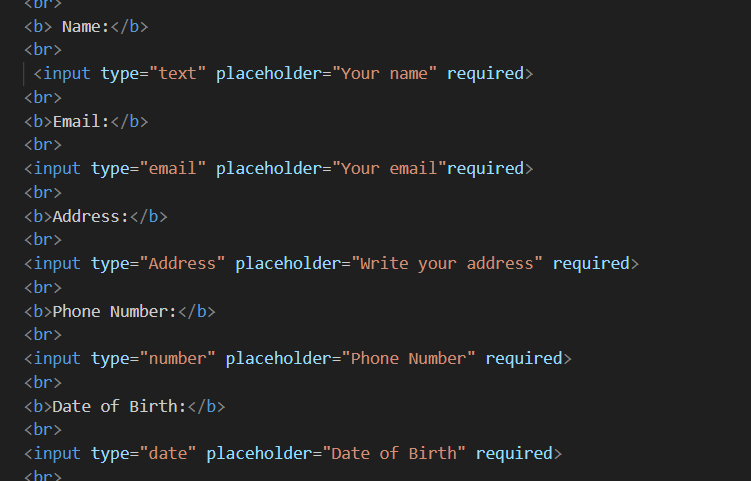 <br>
<b> Name:</b>
<br>
<input type="text" placeholder="Your name" required>
<br>
<b>Email:</b>
<br>
<input type="email" placeholder="Your email"required>
<br>
<b>Address:</b>
<br>
<input type="Address" placeholder="Write your address" required>
<br>
<b>Phone Number:</b>
<br>
<input type="number" placeholder="Phone Number" required>
<br>
<b>Date of Birth:</b>
<br>
<input type="date" placeholder="Date of Birth" required>
<br>